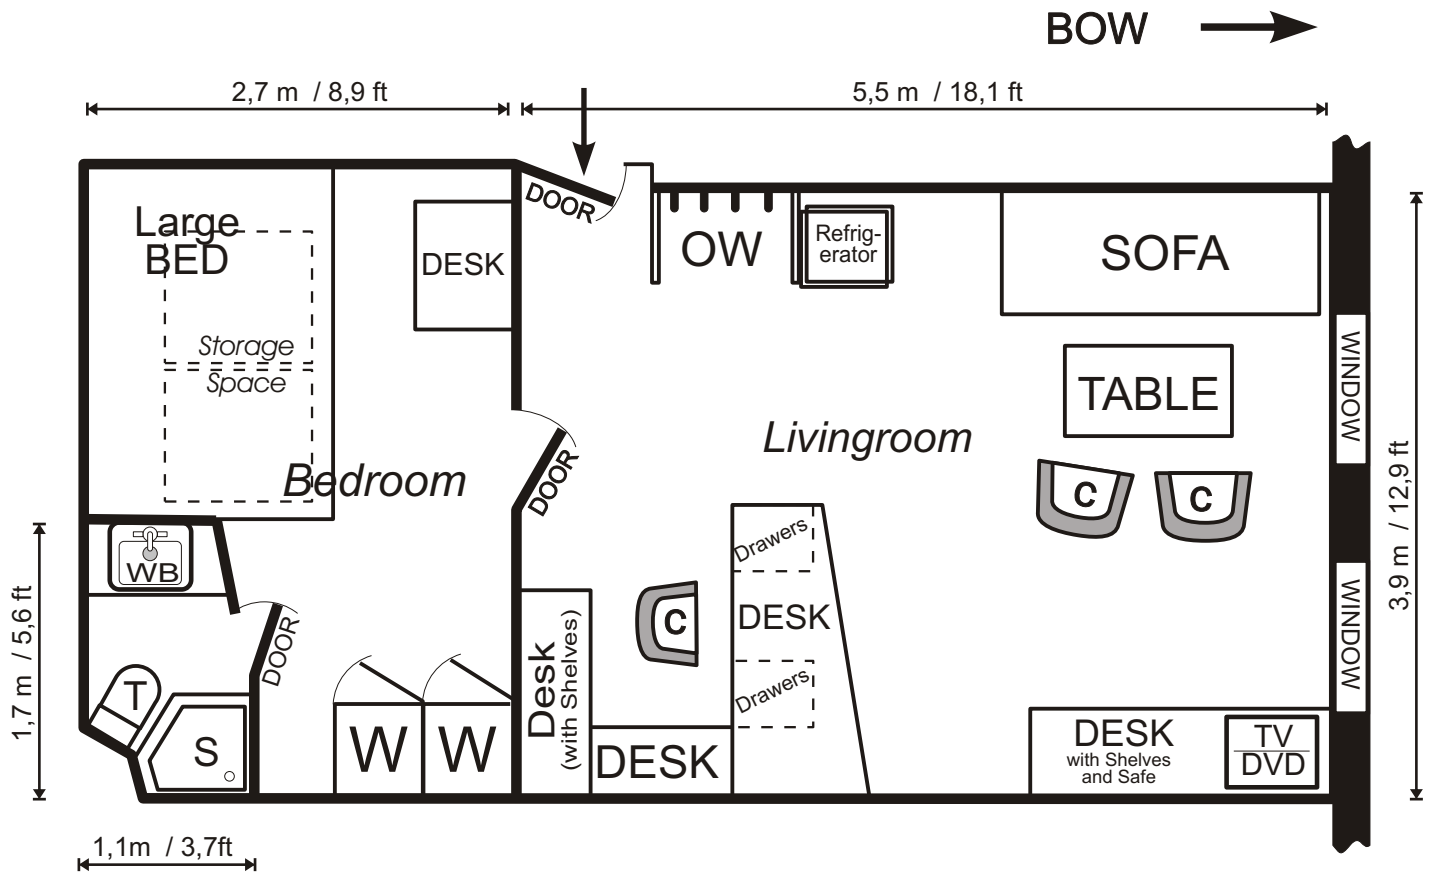 BOW
2,7 m / 8,9 ft
5,5 m / 18,1 ft
DOOR
Large
BED
Storage
Space
DESK
OW
Refrig-
erator
SOFA
WINDOW
TABLE
Livingroom
Bedroom
DOOR
C
C
3,9 m / 12,9 ft
WB
1,7 m / 5,6 ft
DOOR
T
S
W
W
Desk
(with Shelves)
C
Drawers
DESK
Drawers
DESK
WINDOW
DESK
with Shelves
and Safe
TV
DVD
1,1m / 3,7ft